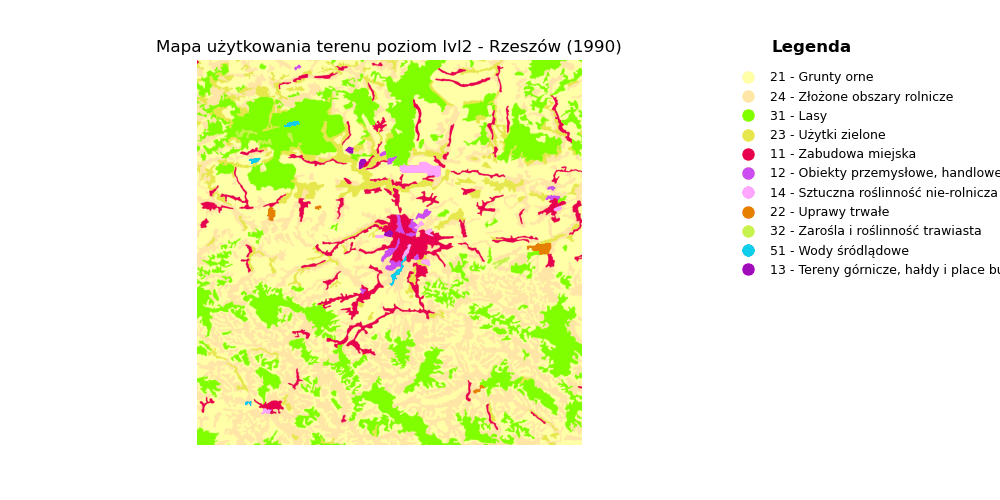 Mapa użytkowania terenu poziom lvl2 - Rzeszów (1990)
Legenda
21 - Grunty orne
24 - Złożone obszary rolnicze
31 - Lasy
23 - Użytki zielone
11 - Zabudowa miejska
12 - Obiekty przemysłowe, handlowe
14 - Sztuczna roślinność nie-rolnicza
22 - Uprawy trwałe
32 - Zarośla i roślinność trawiasta
51 - Wody śródlądowe
13 - Tereny górnicze, hałdy i place bu